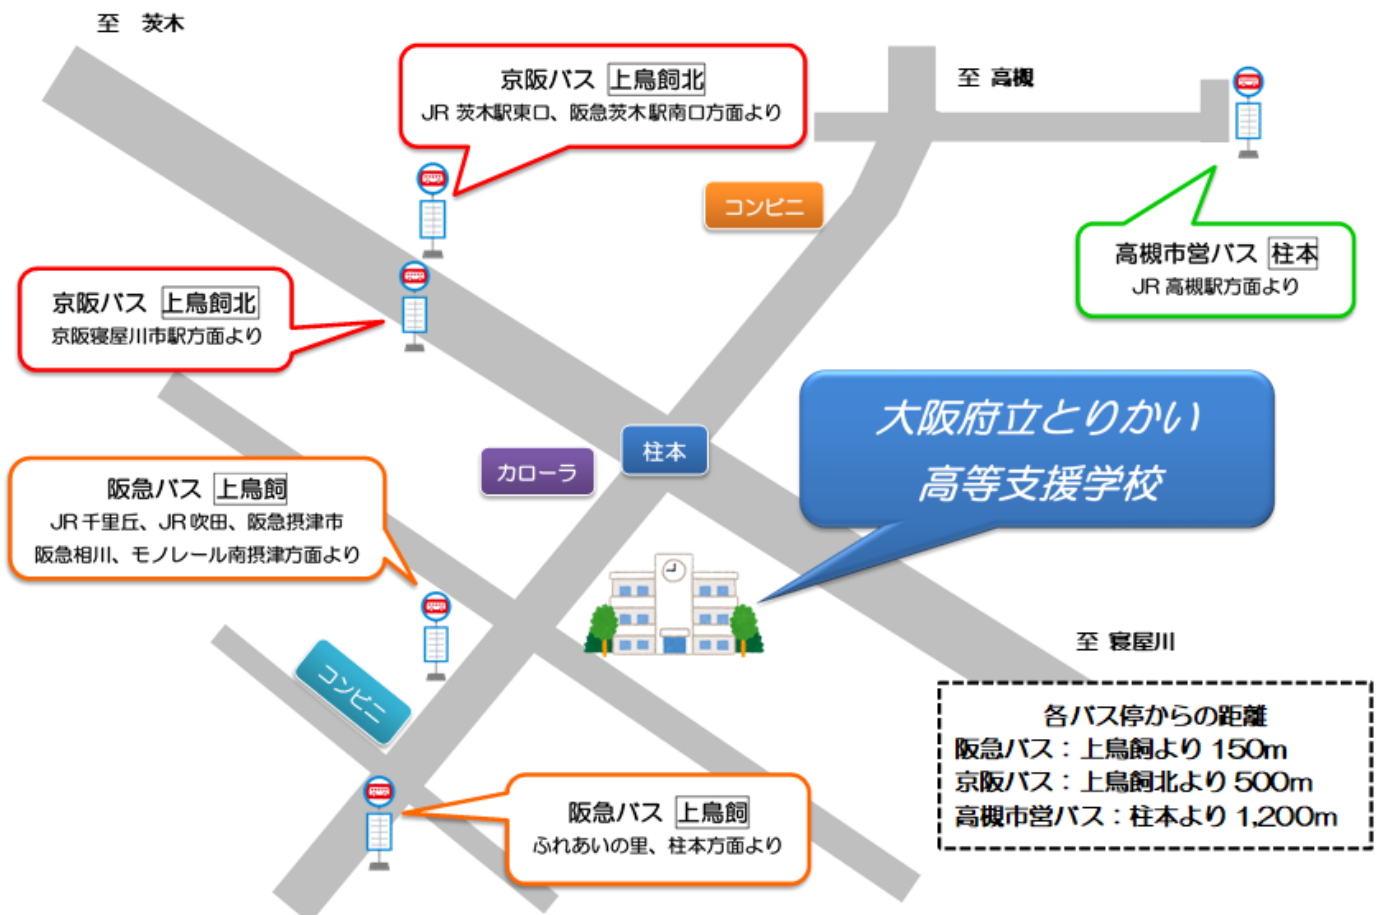 至 茨木
京阪バス 上鳥飼北
JR 茨木駅東口、阪急茨木駅南口方面より
至 高槻
コンビニ
高槻市営バス 柱本
JR 高槻駅方面より
京阪バス 上鳥飼北
京阪寝屋川市駅方面より
大阪府立とりかい
高等支援学校
柱本
カローラ
阪急バス 上鳥飼
JR千里丘、JR吹田、阪急摂津市
阪急相川、モノレール南摂津方面より
コンビニ
至 寝屋川
各バス停からの距離
阪急バス：上鳥飼より 150m
京阪バス：上鳥飼北より 500m
高槻市営バス：柱本より 1,200m
阪急バス 上鳥飼
ふれあいの里、柱本方面より